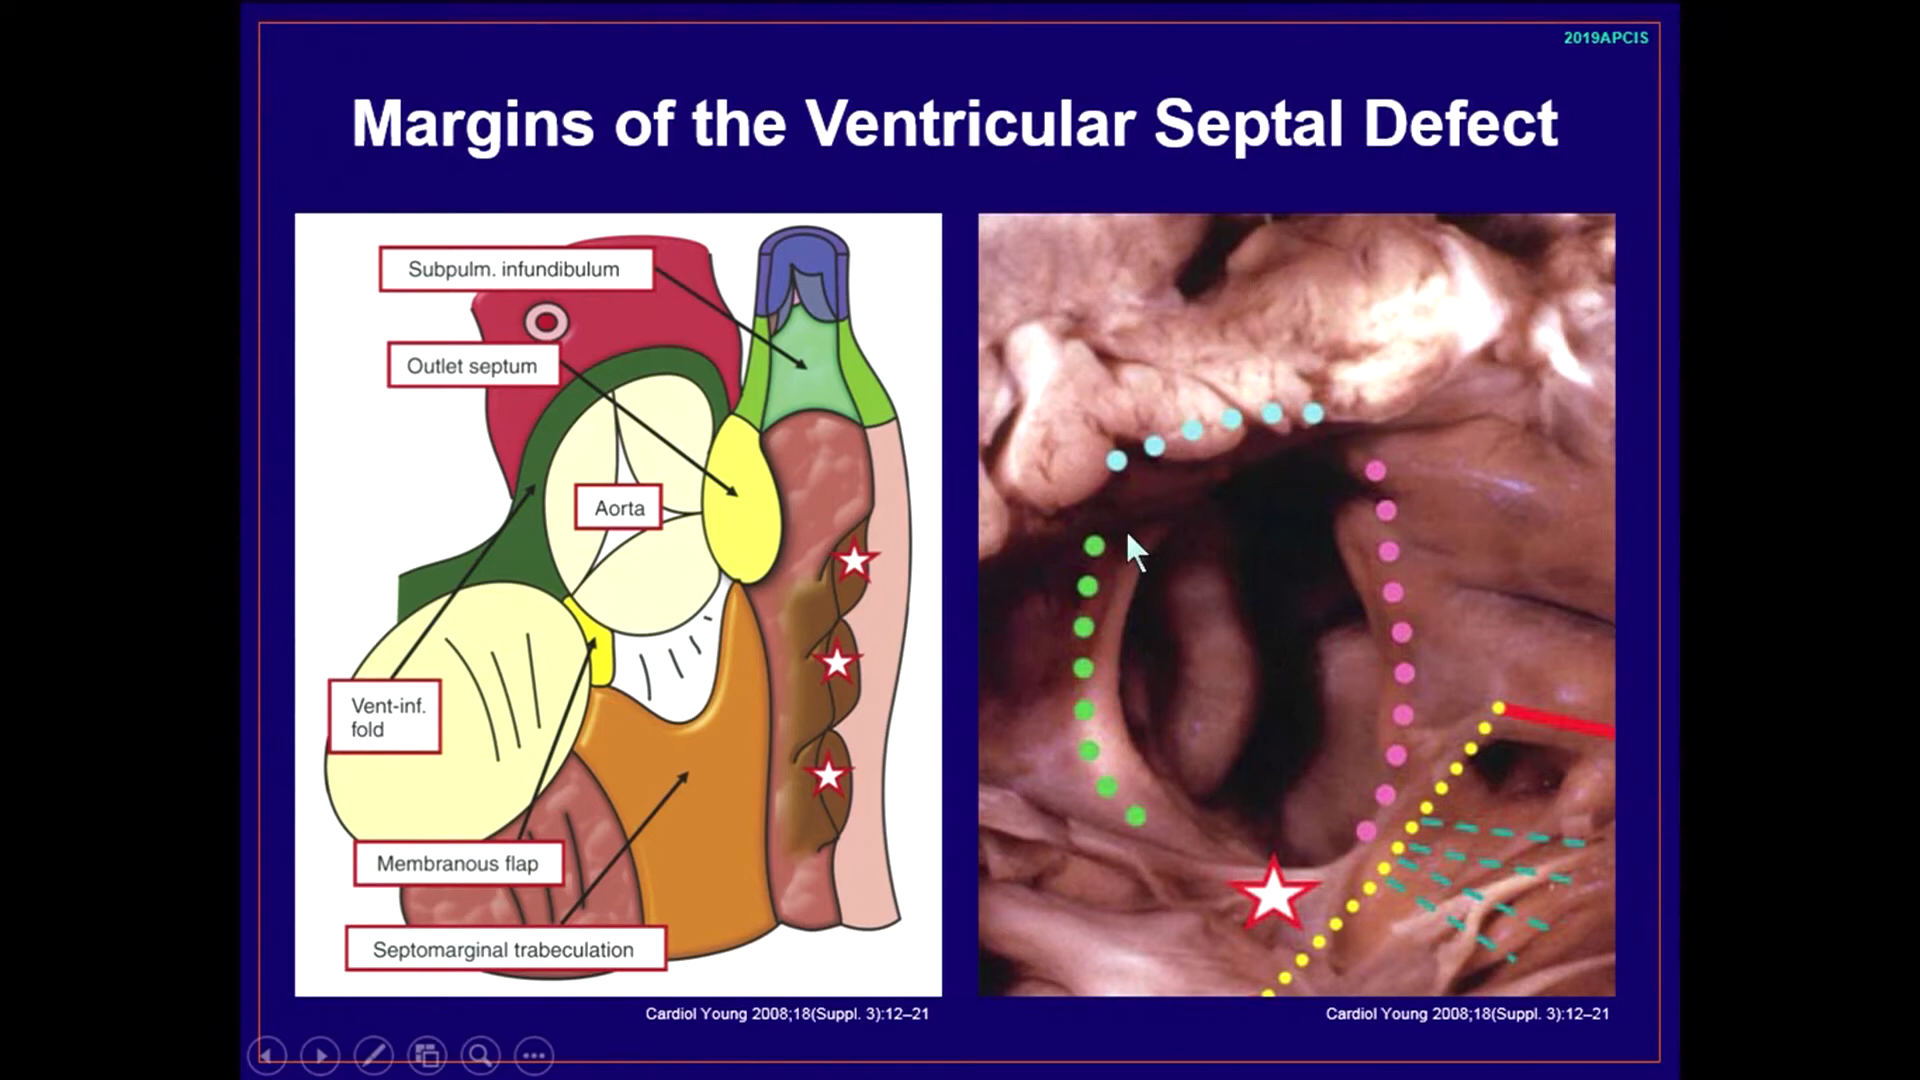 2019APCIS
Margins of the Ventricular Septal Defect
Subpulm. infundibulum
Outlet septum
Aorta
Vent-inf.
fold
Membranous flap
Septomarginal trabeculation
Cardiol Young 2008;18(Suppl. 3):12–21
Cardiol Young 2008;18(Suppl. 3):12–21